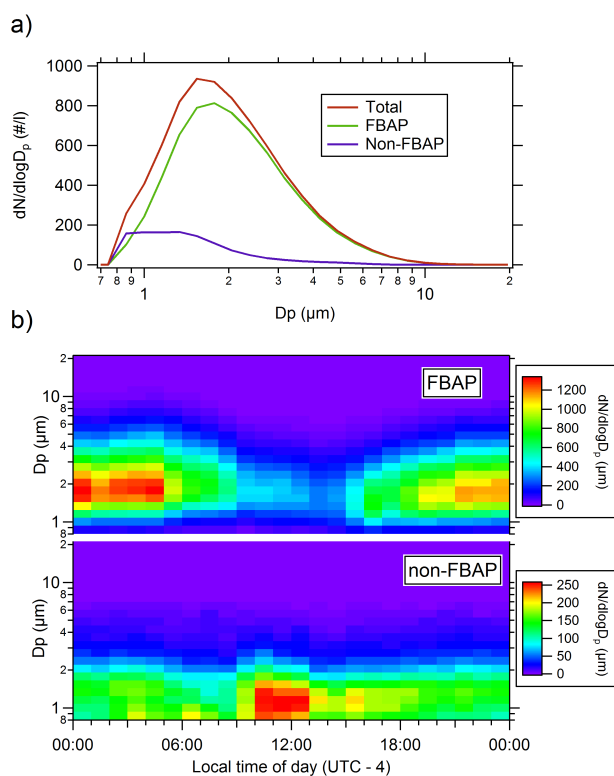 a)
1000
800
600
400
200
0
dN/dlogDp (#/l)
Total
FBAP
Non-FBAP
7 8 9 1 2 3 4 5 6 7 8 9 10 2
Dp (µm)
b)
2
10
8
6
4
2
1
8
Dp (µm)
FBAP
1200
1000
800
600
400
200
0
dN/dlogDp (µm)
2
10
8
6
4
2
1
8
Dp (µm)
non-FBAP
250
200
150
100
50
0
dN/dlogDp (µm)
00:00 06:00 12:00 18:00 00:00
Local time of day (UTC - 4)